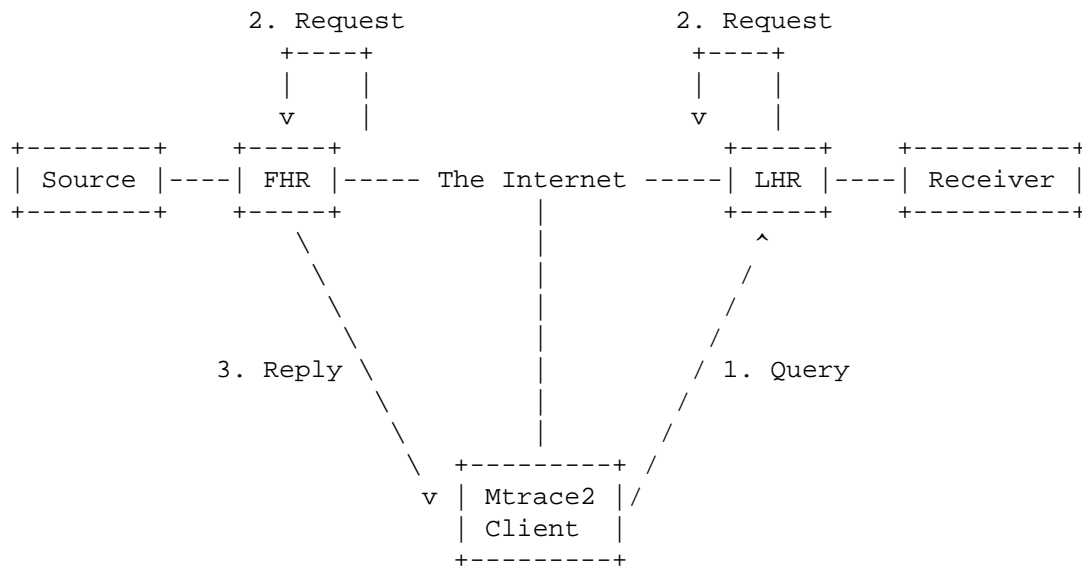 2. Request 2. Request
Source FHR The Internet LHR Receiver
3. Reply 1. Query
Mtrace2
Client